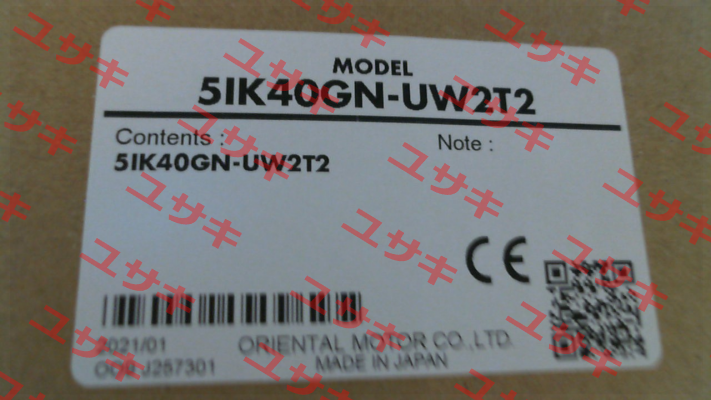 MODEL
5IK40GN-UW2T2
Contents :
Note :
5IK40GN-UW2T2
CE
2021/01
ORIENTAL MOTOR CO.,LTD.
J257301
MADE IN JAPAN
ユサキ